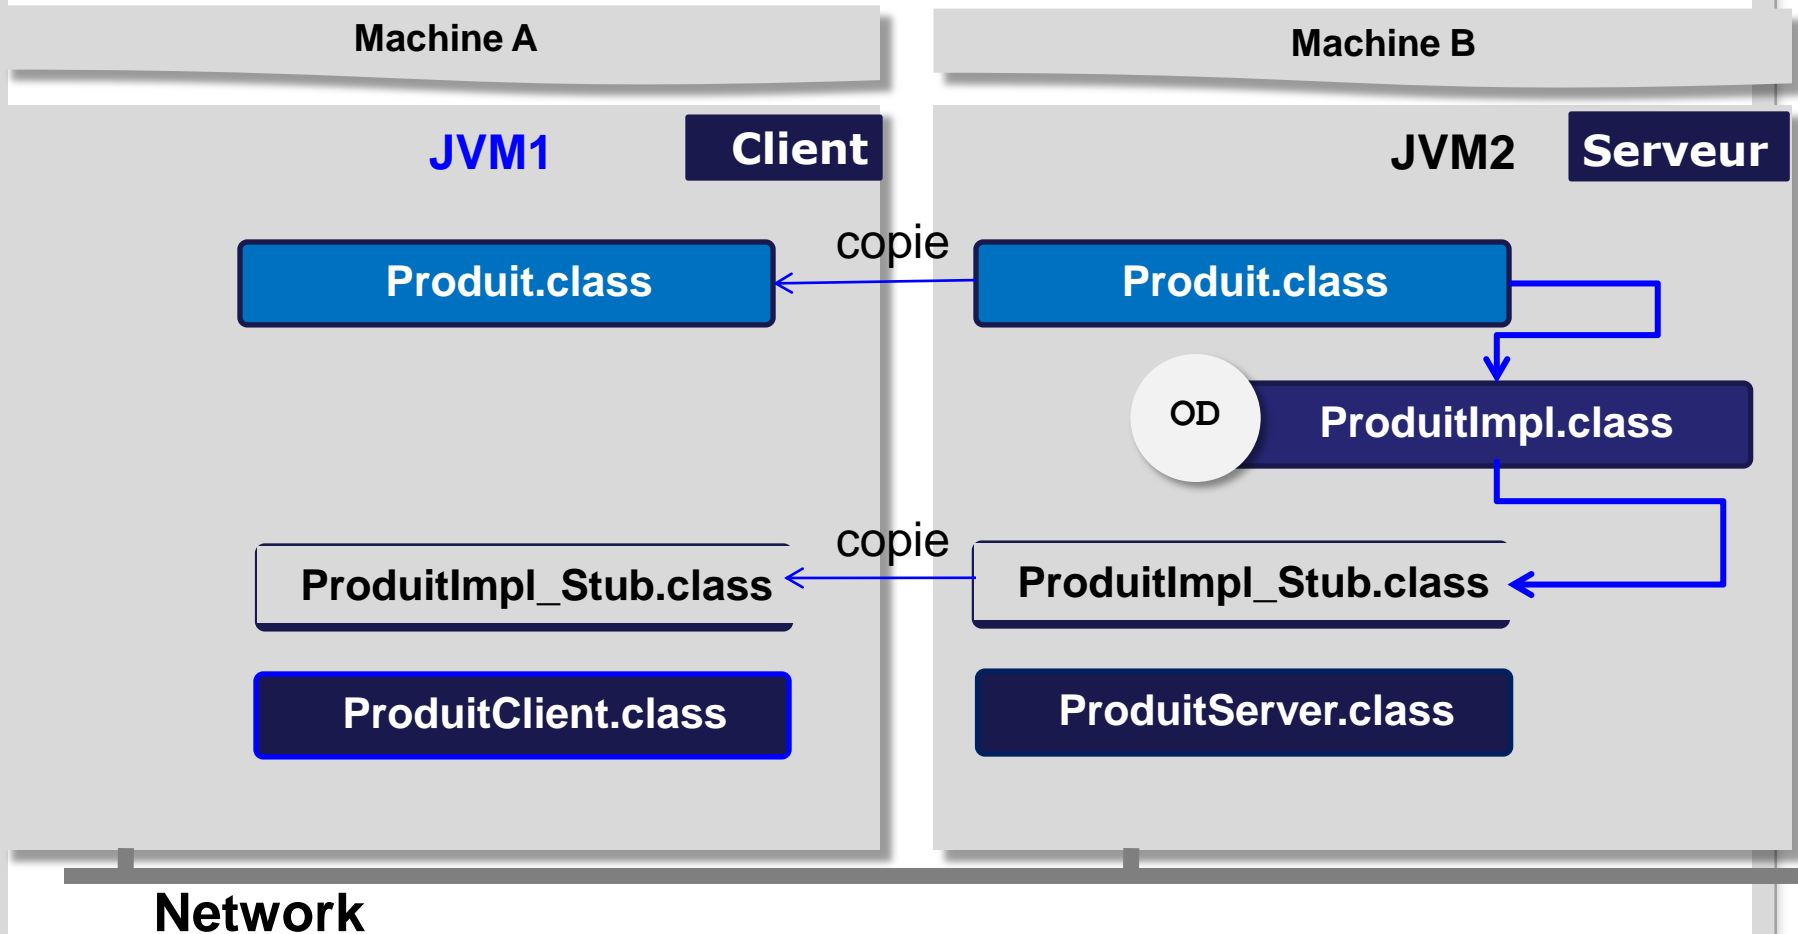 Machine A
Machine B
JVM1
Client
JVM2
Serveur
copie
Produit.class
Produit.class
OD
ProduitImpl.class
copie
ProduitImpl_Stub.class
ProduitImpl_Stub.class
ProduitClient.class
ProduitServer.class
Network